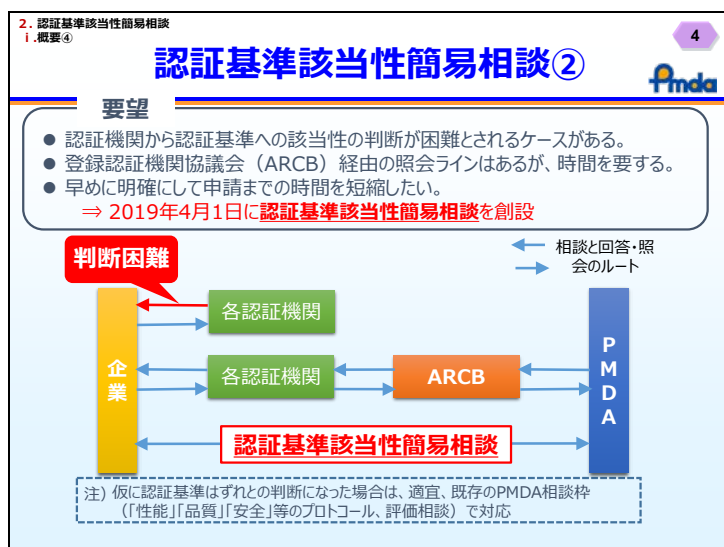 2. 認証基準該当性簡易相談
ⅰ.概要④
4
認証基準該当性簡易相談②
Pmda
要望
● 認証機関から認証基準への該当性の判断が困難とされるケースがある。
● 登録認証機関協議会（ARCB）経由の照会ラインはあるが、時間を要する。
● 早めに明確にして申請までの時間を短縮したい。
⇒ 2019年4月1日に認証基準該当性簡易相談を創設
相談と回答・照
会のルート
判断困難
各認証機関
企業
各認証機関
ARCB
PMDA
認証基準該当性簡易相談
注) 仮に認証基準はずれとの判断になった場合は、適宜、既存のPMDA相談枠
（「性能」「品質」「安全」等のプロトコール、評価相談）で対応